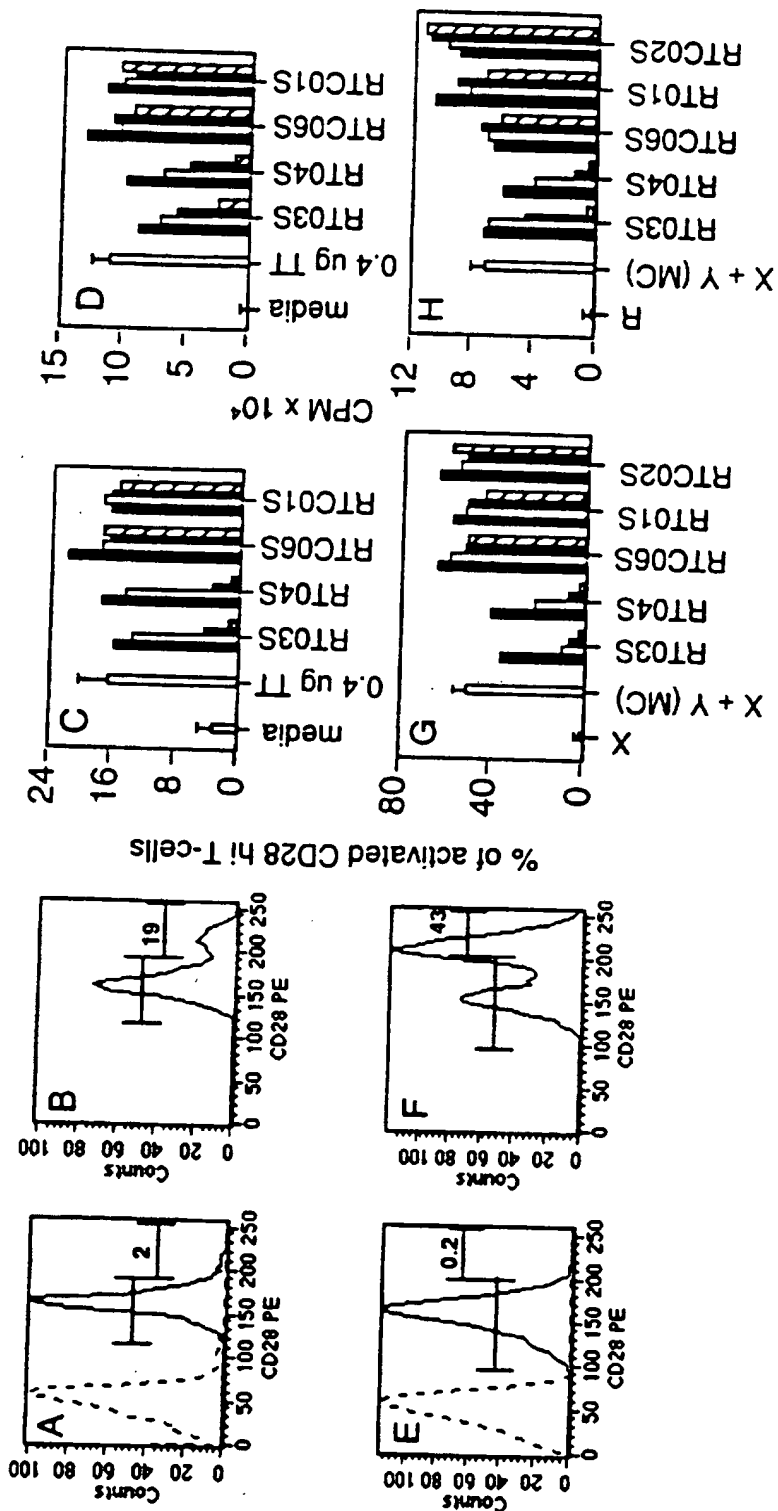 A
Counts
100
80
60
40
20
0
0 50 100 150 200 250
CD28 PE
2
B
Counts
100
80
60
40
20
0
0 50 100 150 200 250
CD28 PE
19
E
Counts
100
80
60
40
20
0
0 50 100 150 200 250
CD28 PE
0.2
F
Counts
100
80
60
40
20
0
0 50 100 150 200 250
CD28 PE
43
% of activated CD28 hi T-cells
C
24
16
8
0
media
0.4 ug TT
RT03S
RT04S
RTC06S
RTC01S
CPM x 10⁴
D
15
10
5
0
media
0.4 ug TT
RT03S
RT04S
RTC06S
RTC01S
G
80
40
0
X
X + Y (MC)
RT03S
RT04S
RTC06S
RT01S
RTC02S
H
12
8
4
0
R
X + Y (MC)
RT03S
RT04S
RTC06S
RT01S
RTC02S